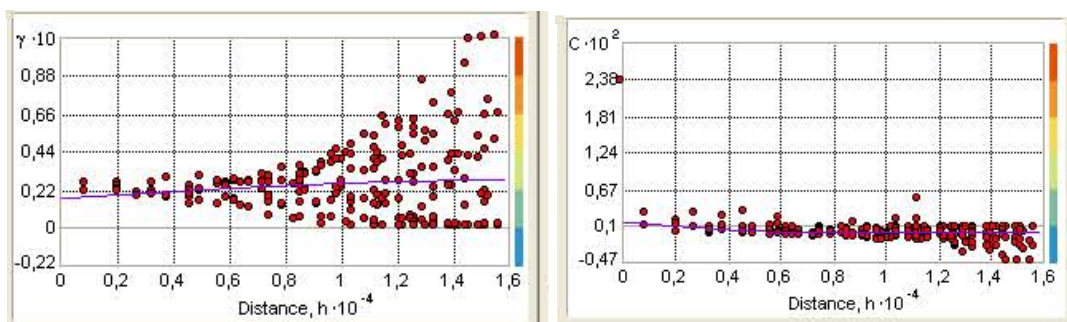 γ ·10
0,88
0,66
0,44
0,22
0
-0,22
0 0,2 0,4 0,6 0,8 1 1,2 1,4 1,6
Distance, h ·10⁻⁴
C ·10²
2,38
1,81
1,24
0,67
0,1
-0,47
0 0,2 0,4 0,6 0,8 1 1,2 1,4 1,6
Distance, h ·10⁻⁴